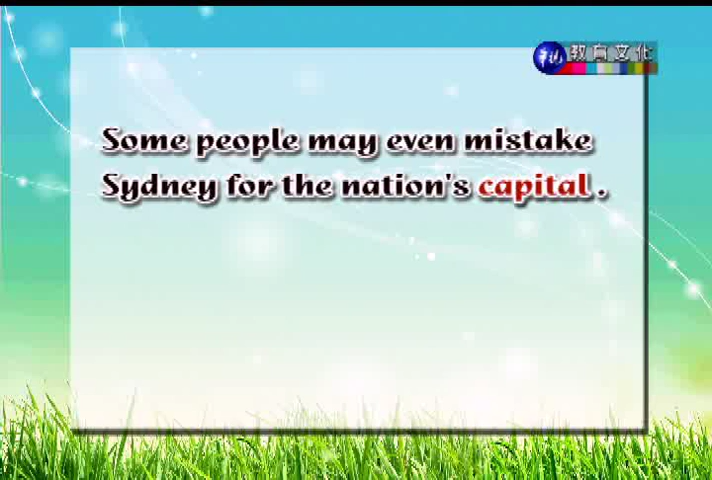 教育文化
Some people may even mistake
Sydney for the nation's capital .